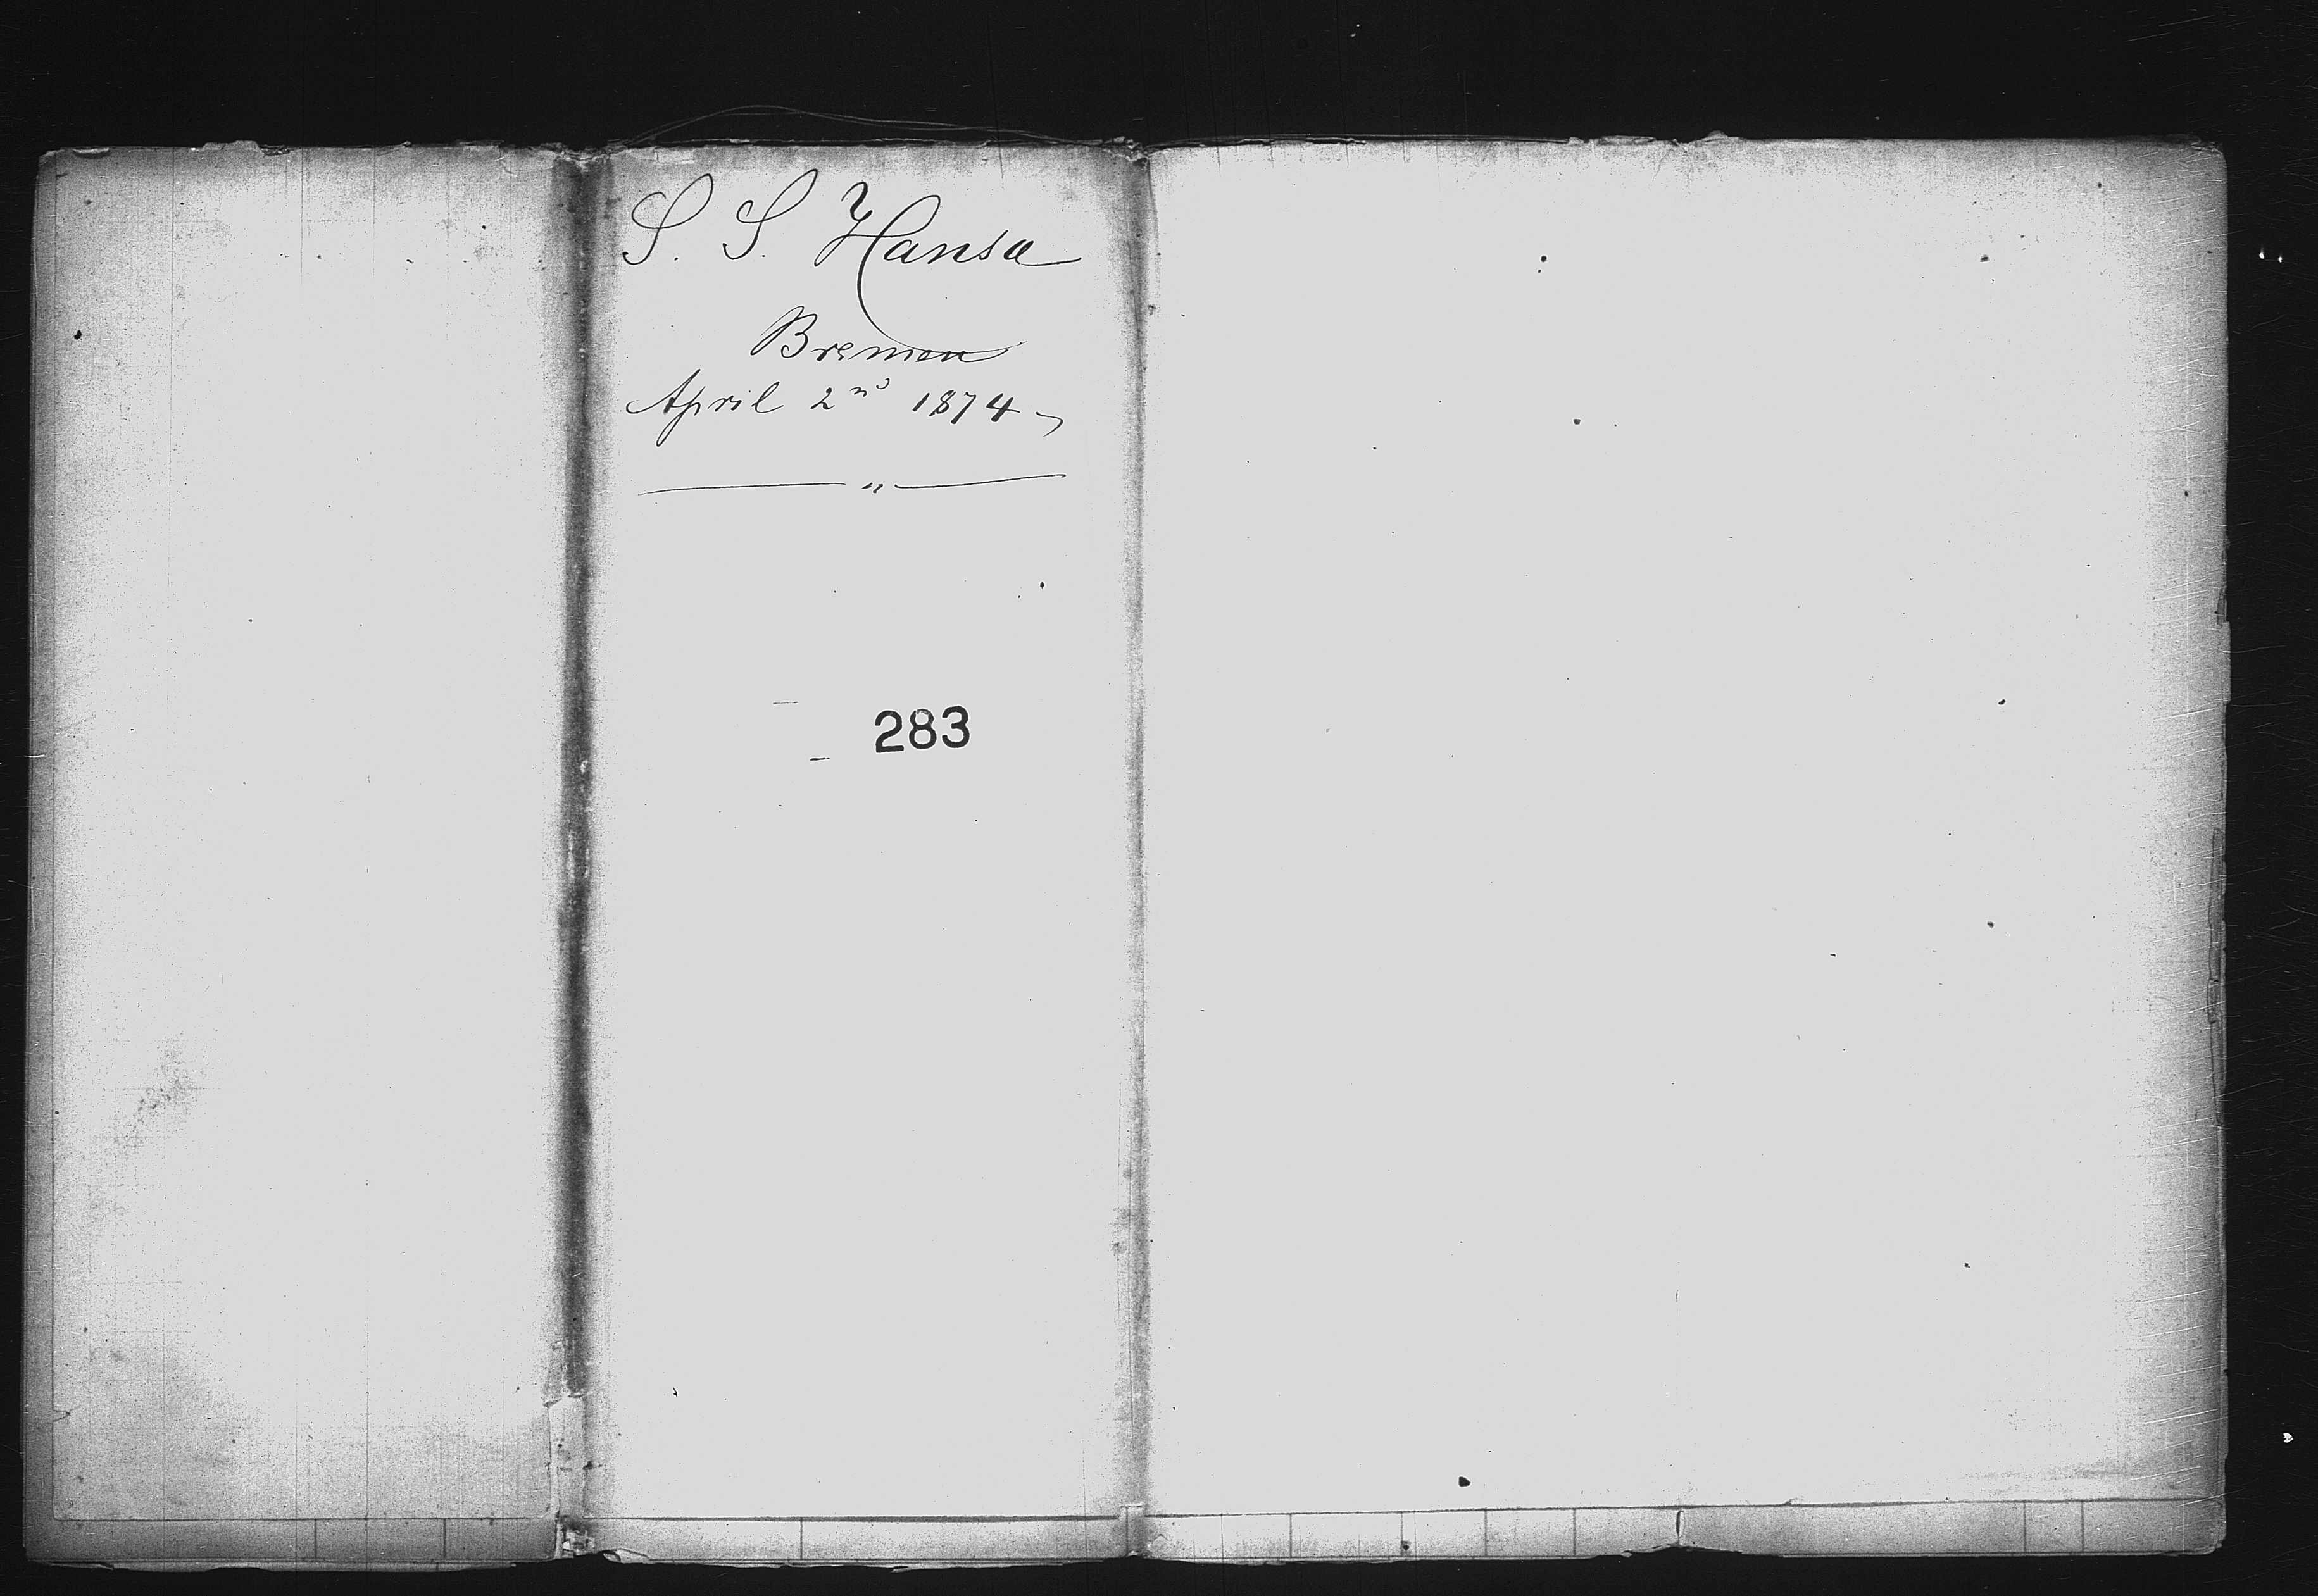 S. S. Hansa
Bremen
April 2nd 1874
283